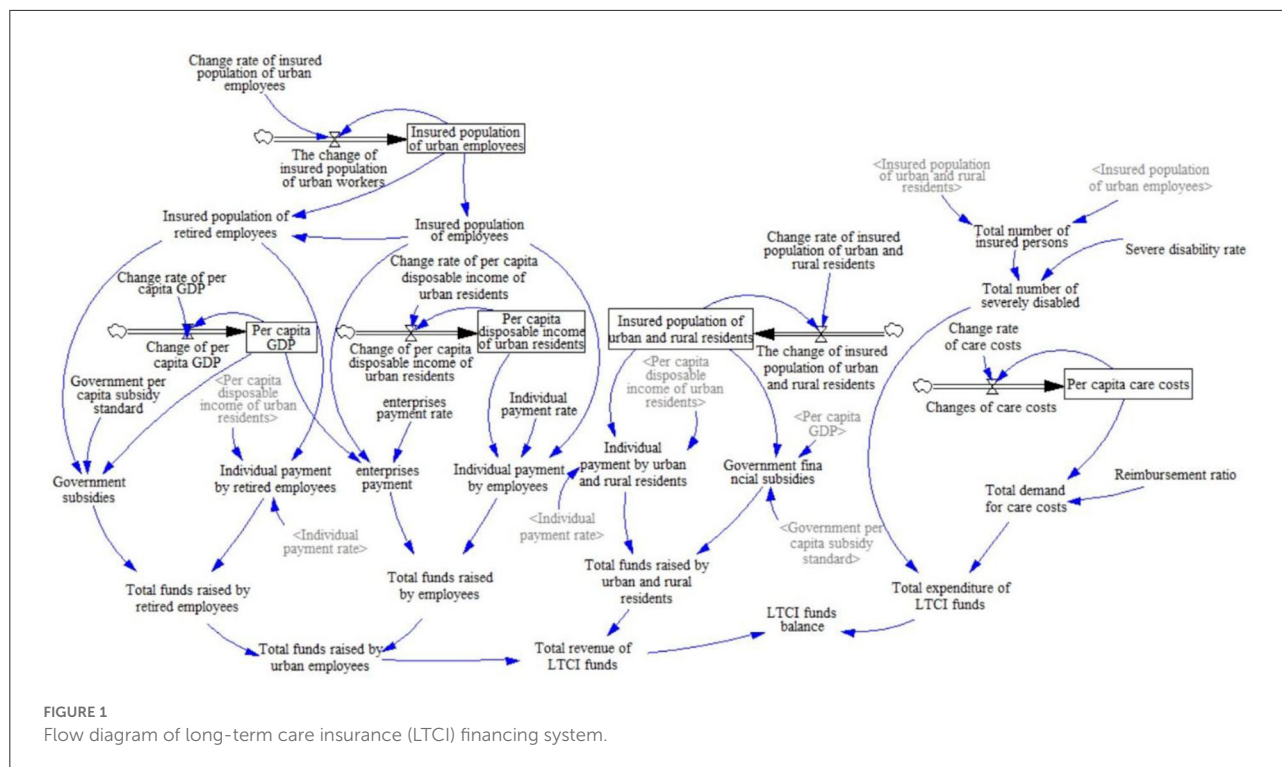 Change rate of insured
population of urban
employees
Insured population
of urban employees
The change of
insured population
of urban workers
<Insured population
of urban and rural
residents>
<Insured population
of urban employees>
Insured population of
retired employees
Insured population
of employees
Total number of
insured persons
Change rate of insured
population of urban and
rural residents
Severe disability rate
Change rate of per
capita GDP
Change rate of per capita
disposable income of
urban residents
Total number of
severely disabled
Per capita
GDP
Change of per
capita GDP
Per capita
disposable income
of urban residents
Change of per capita
disposable income of
urban residents
Insured population of
urban and rural residents
The change of insured
population of urban
and rural residents
Change rate
of care costs
Per capita care costs
Changes of care costs
Government per
capita subsidy
standard
<Per capita
disposable
income of urban
residents>
enterprises
payment rate
Individual
payment rate
<Per capita
disposable
income of urban
residents>
<Per capita
GDP>
Government
subsidies
Individual payment
by retired employees
enterprises
payment
Individual payment
by employees
Individual
payment by urban
and rural residents
Government fina
ncial subsidies
Total demand
for care costs
Reimbursement ratio
<Individual
payment rate>
<Individual
payment rate>
<Government per
capita subsidy
standard>
Total funds raised by
retired employees
Total funds raised
by employees
Total funds raised by
urban and rural
residents
Total expenditure of
LTCI funds
LTCI funds
balance
Total funds raised by
urban employees
Total revenue of
LTCI funds
FIGURE 1
Flow diagram of long-term care insurance (LTCI) financing system.